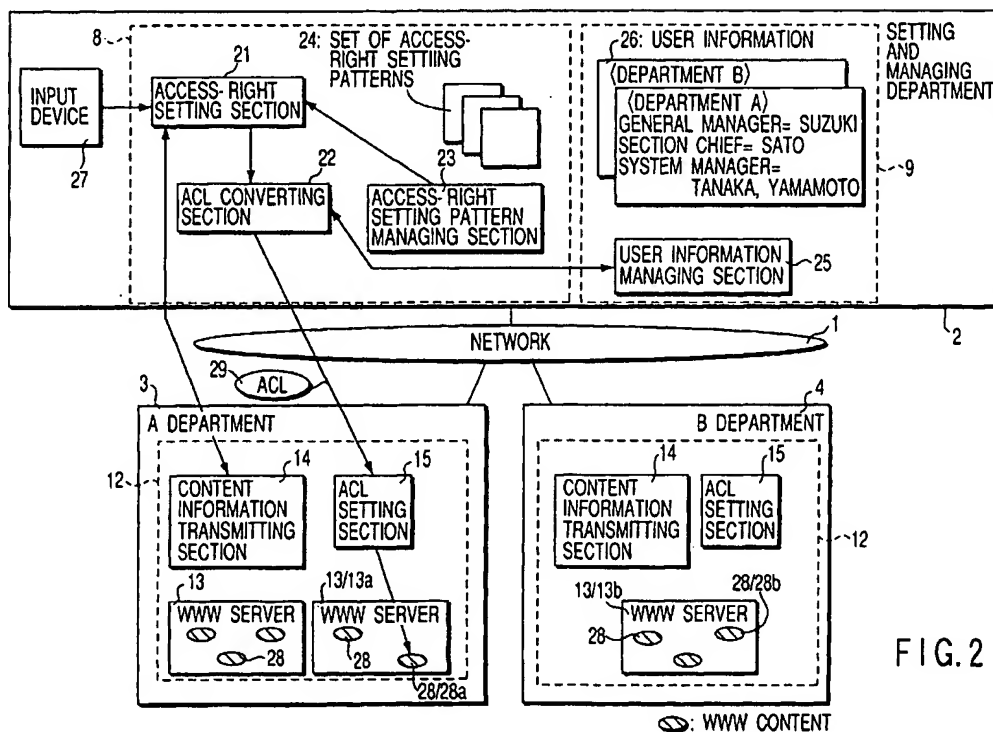 8
24: SET OF ACCESS-
RIGHT SETTING
PATTERNS
26: USER INFORMATION
SETTING
AND
MANAGING
DEPARTMENT
21
INPUT
DEVICE
27
ACCESS-RIGHT
SETTING SECTION
⟨DEPARTMENT B⟩
⟨DEPARTMENT A⟩
GENERAL MANAGER= SUZUKI
SECTION CHIEF= SATO
SYSTEM MANAGER=
TANAKA, YAMAMOTO
9
22
ACL CONVERTING
SECTION
23
ACCESS-RIGHT
SETTING PATTERN
MANAGING SECTION
USER INFORMATION
MANAGING SECTION
25
NETWORK
1
2
29
ACL
3
A DEPARTMENT
12
14
CONTENT
INFORMATION
TRANSMITTING
SECTION
15
ACL
SETTING
SECTION
13
WWW SERVER
28
13/13a
WWW SERVER
28
28/28a
4
B DEPARTMENT
14
CONTENT
INFORMATION
TRANSMITTING
SECTION
15
ACL
SETTING
SECTION
12
13/13b
WWW SERVER
28
28/28b
FIG. 2
: WWW CONTENT